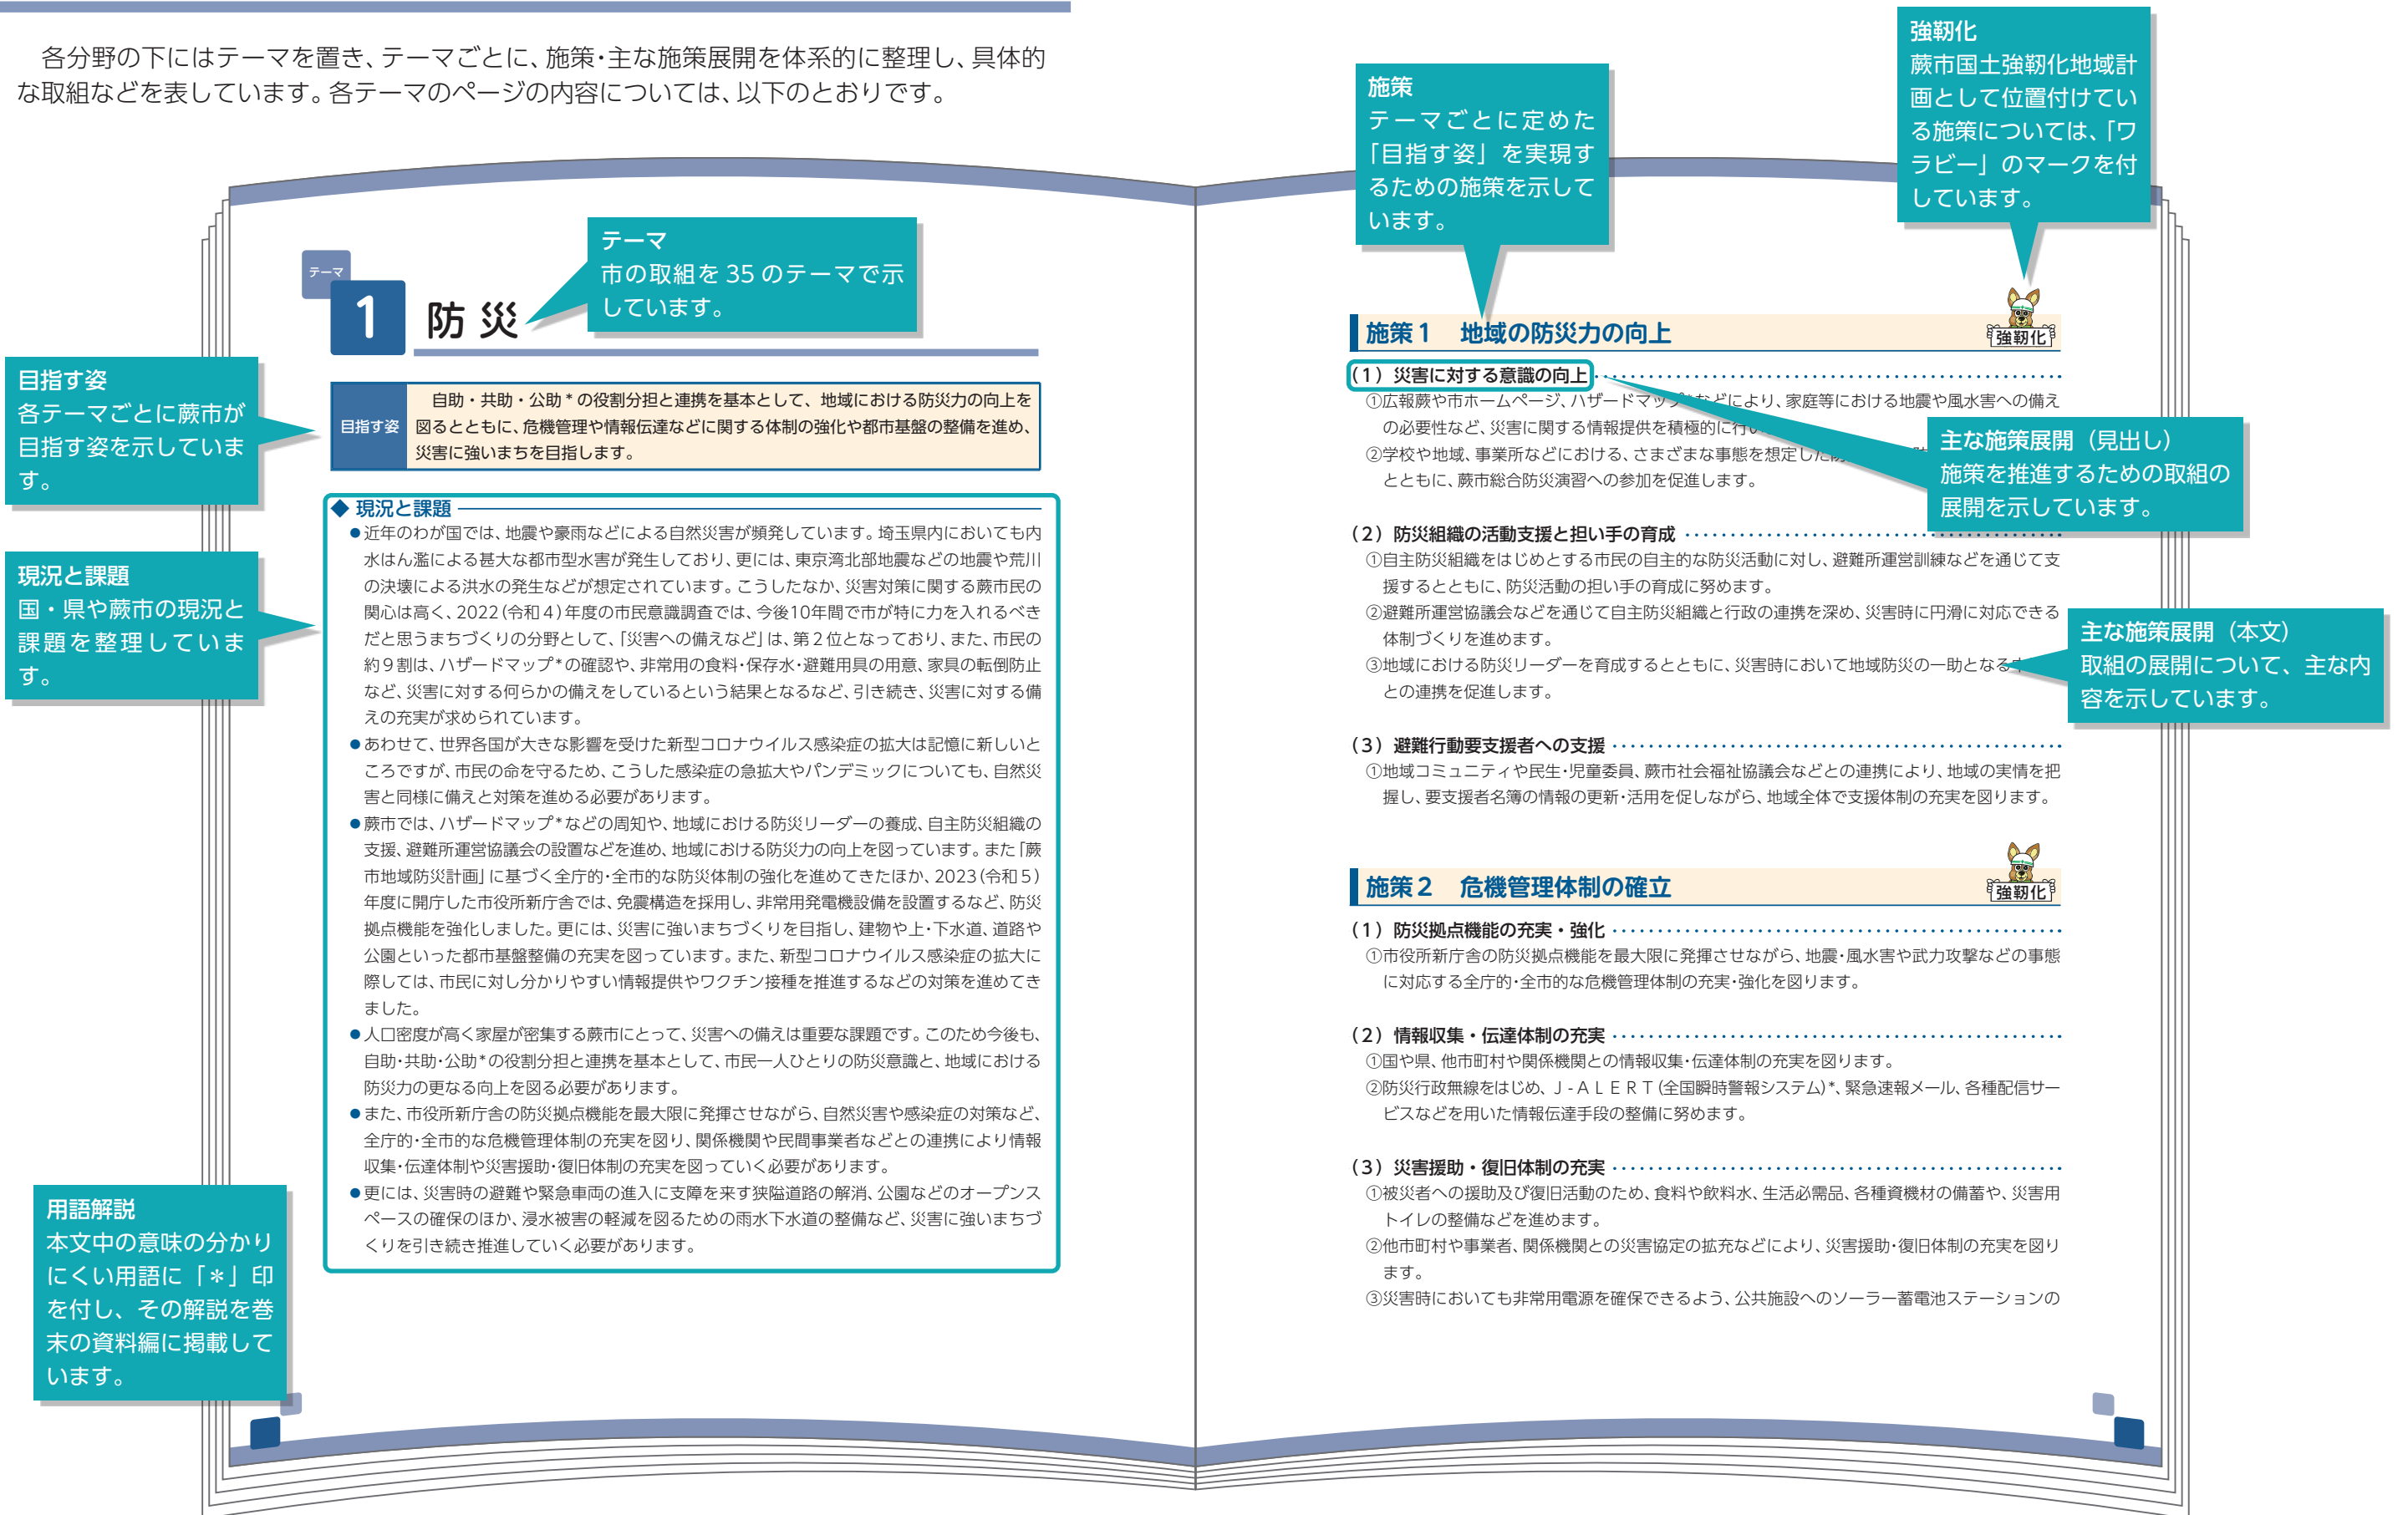 各分野の下にはテーマを置き、テーマごとに、施策・主な施策展開を体系的に整理し、具体的
な取組などを表しています。各テーマのページの内容については、以下のとおりです。
テーマ
市の取組を 35 のテーマで示
しています。
テーマ
1
防災
目指す姿
各テーマごとに蕨市が
目指す姿を示していま
す。
目指す姿
自助・共助・公助*の役割分担と連携を基本として、地域における防災力の向上を
図るとともに、危機管理や情報伝達などに関する体制の強化や都市基盤の整備を進め、
災害に強いまちを目指します。
現況と課題
国・県や蕨市の現況と
課題を整理していま
す。
◆ 現況と課題
●近年のわが国では、地震や豪雨などによる自然災害が頻発しています。埼玉県内においても内
水はん濫による甚大な都市型水害が発生しており、更には、東京湾北部地震などの地震や荒川
の決壊による洪水の発生などが想定されています。こうしたなか、災害対策に関する蕨市民の
関心は高く、2022(令和4)年度の市民意識調査では、今後10年間で市が特に力を入れるべき
だと思うまちづくりの分野として、「災害への備えなど」は、第2位となっており、また、市民の
約9割は、ハザードマップ*の確認や、非常用の食料・保存水・避難用具の用意、家具の転倒防止
など、災害に対する何らかの備えをしているという結果となるなど、引き続き、災害に対する備
えの充実が求められています。
●あわせて、世界各国が大きな影響を受けた新型コロナウイルス感染症の拡大は記憶に新しいと
ころですが、市民の命を守るため、こうした感染症の急拡大やパンデミックについても、自然災
害と同様に備えと対策を進める必要があります。
●蕨市では、ハザードマップ*などの周知や、地域における防災リーダーの養成、自主防災組織の
支援、避難所運営協議会の設置などを進め、地域における防災力の向上を図っています。また「蕨
市地域防災計画」に基づく全庁的・全市的な防災体制の強化を進めてきたほか、2023(令和5)
年度に開庁した市役所新庁舎では、免震構造を採用し、非常用発電機設備を設置するなど、防災
拠点機能を強化しました。更には、災害に強いまちづくりを目指し、建物や上・下水道、道路や
公園といった都市基盤整備の充実を図っています。また、新型コロナウイルス感染症の拡大に
際しては、市民に対し分かりやすい情報提供やワクチン接種を推進するなどの対策を進めてき
ました。
●人口密度が高く家屋が密集する蕨市にとって、災害への備えは重要な課題です。このため今後も、
自助・共助・公助*の役割分担と連携を基本として、市民一人ひとりの防災意識と、地域における
防災力の更なる向上を図る必要があります。
●また、市役所新庁舎の防災拠点機能を最大限に発揮させながら、自然災害や感染症の対策など、
全庁的・全市的な危機管理体制の充実を図り、関係機関や民間事業者などとの連携により情報
収集・伝達体制や災害援助・復旧体制の充実を図っていく必要があります。
●更には、災害時の避難や緊急車両の進入に支障を来す狭隘道路の解消、公園などのオープンス
ペースの確保のほか、浸水被害の軽減を図るための雨水下水道の整備など、災害に強いまちづ
くりを引き続き推進していく必要があります。
用語解説
本文中の意味の分かり
にくい用語に「*」印
を付し、その解説を巻
末の資料編に掲載して
います。
施策
テーマごとに定めた
「目指す姿」を実現す
るための施策を示して
います。
強靭化
蕨市国土強靭化地域計
画として位置付けてい
る施策については、「ワ
ラビー」のマークを付
しています。
施策1 地域の防災力の向上
強靭化
(1)災害に対する意識の向上
①広報蕨や市ホームページ、ハザードマップ*などにより、家庭等における地震や風水害への備え
の必要性など、災害に関する情報提供を積極的に行い
②学校や地域、事業所などにおける、さまざまな事態を想定した
とともに、蕨市総合防災演習への参加を促進します。
主な施策展開(見出し)
施策を推進するための取組の
展開を示しています。
(2)防災組織の活動支援と担い手の育成
①自主防災組織をはじめとする市民の自主的な防災活動に対し、避難所運営訓練などを通じて支
援するとともに、防災活動の担い手の育成に努めます。
②避難所運営協議会などを通じて自主防災組織と行政の連携を深め、災害時に円滑に対応できる
体制づくりを進めます。
③地域における防災リーダーを育成するとともに、災害時において地域防災の一助となる
との連携を促進します。
主な施策展開(本文)
取組の展開について、主な内
容を示しています。
(3)避難行動要支援者への支援
①地域コミュニティや民生・児童委員、蕨市社会福祉協議会などとの連携により、地域の実情を把
握し、要支援者名簿の情報の更新・活用を促しながら、地域全体で支援体制の充実を図ります。
施策2 危機管理体制の確立
強靭化
(1)防災拠点機能の充実・強化
①市役所新庁舎の防災拠点機能を最大限に発揮させながら、地震・風水害や武力攻撃などの事態
に対応する全庁的・全市的な危機管理体制の充実・強化を図ります。
(2)情報収集・伝達体制の充実
①国や県、他市町村や関係機関との情報収集・伝達体制の充実を図ります。
②防災行政無線をはじめ、J-ALERT(全国瞬時警報システム)*、緊急速報メール、各種配信サー
ビスなどを用いた情報伝達手段の整備に努めます。
(3)災害援助・復旧体制の充実
①被災者への援助及び復旧活動のため、食料や飲料水、生活必需品、各種資機材の備蓄や、災害用
トイレの整備などを進めます。
②他市町村や事業者、関係機関との災害協定の拡充などにより、災害援助・復旧体制の充実を図り
ます。
③災害時においても非常用電源を確保できるよう、公共施設へのソーラー蓄電池ステーションの